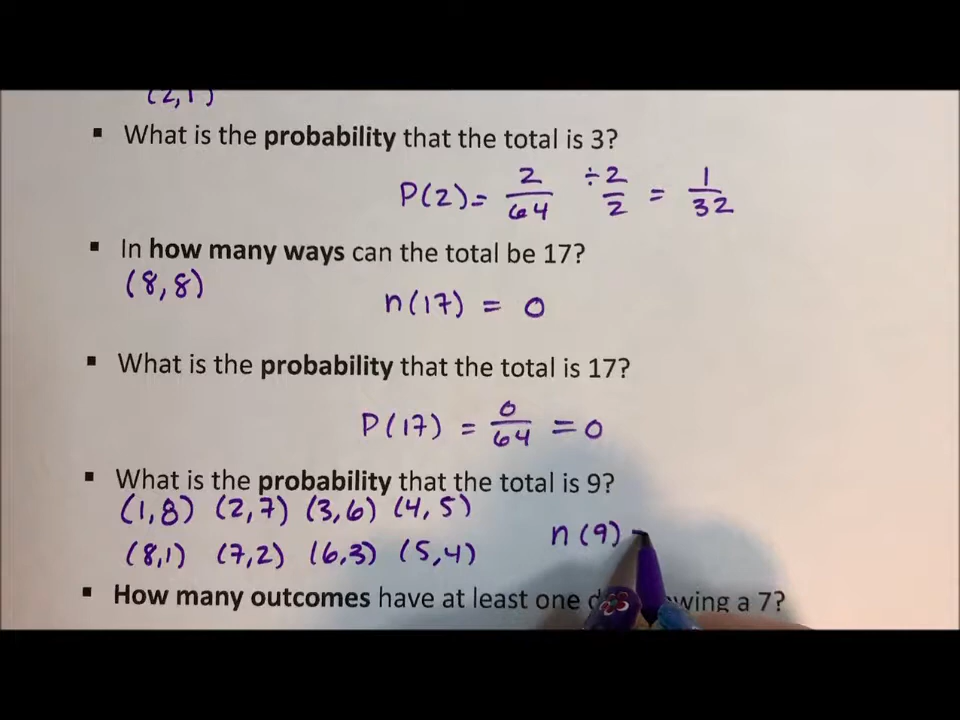 (2,1)
▪ What is the probability that the total is 3?
P(2) = 2/64 ÷ 2/2 = 1/32
▪ In how many ways can the total be 17?
(8,8)
n(17) = 0
▪ What is the probability that the total is 17?
P(17) = 0/64 = 0
▪ What is the probability that the total is 9?
(1,8) (2,7) (3,6) (4,5)
n(9) -
(8,1) (7,2) (6,3) (5,4)
▪ How many outcomes have at least one a 7?